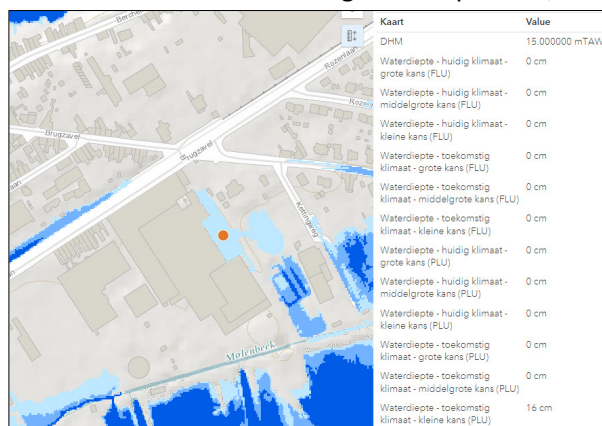 Berchem
Rozenlaan
Rozenla
Brugzavel
Brugzavel
aan
Kettingweg
an
Molenbeek
Kaart Value
DHM 15.000000 mTAW
Waterdiepte - huidig klimaat - 0 cm
grote kans (FLU)
Waterdiepte - huidig klimaat - 0 cm
middelgrote kans (FLU)
Waterdiepte - huidig klimaat - 0 cm
kleine kans (FLU)
Waterdiepte - toekomstig 0 cm
klimaat - grote kans (FLU)
Waterdiepte - toekomstig 0 cm
klimaat - middelgrote kans (FLU)
Waterdiepte - toekomstig 0 cm
klimaat - kleine kans (FLU)
Waterdiepte - huidig klimaat - 0 cm
grote kans (PLU)
Waterdiepte - huidig klimaat - 0 cm
middelgrote kans (PLU)
Waterdiepte - huidig klimaat - 0 cm
kleine kans (PLU)
Waterdiepte - toekomstig 0 cm
klimaat - grote kans (PLU)
Waterdiepte - toekomstig 0 cm
klimaat - middelgrote kans (PLU)
Waterdiepte - toekomstig 16 cm
klimaat - kleine kans (PLU)